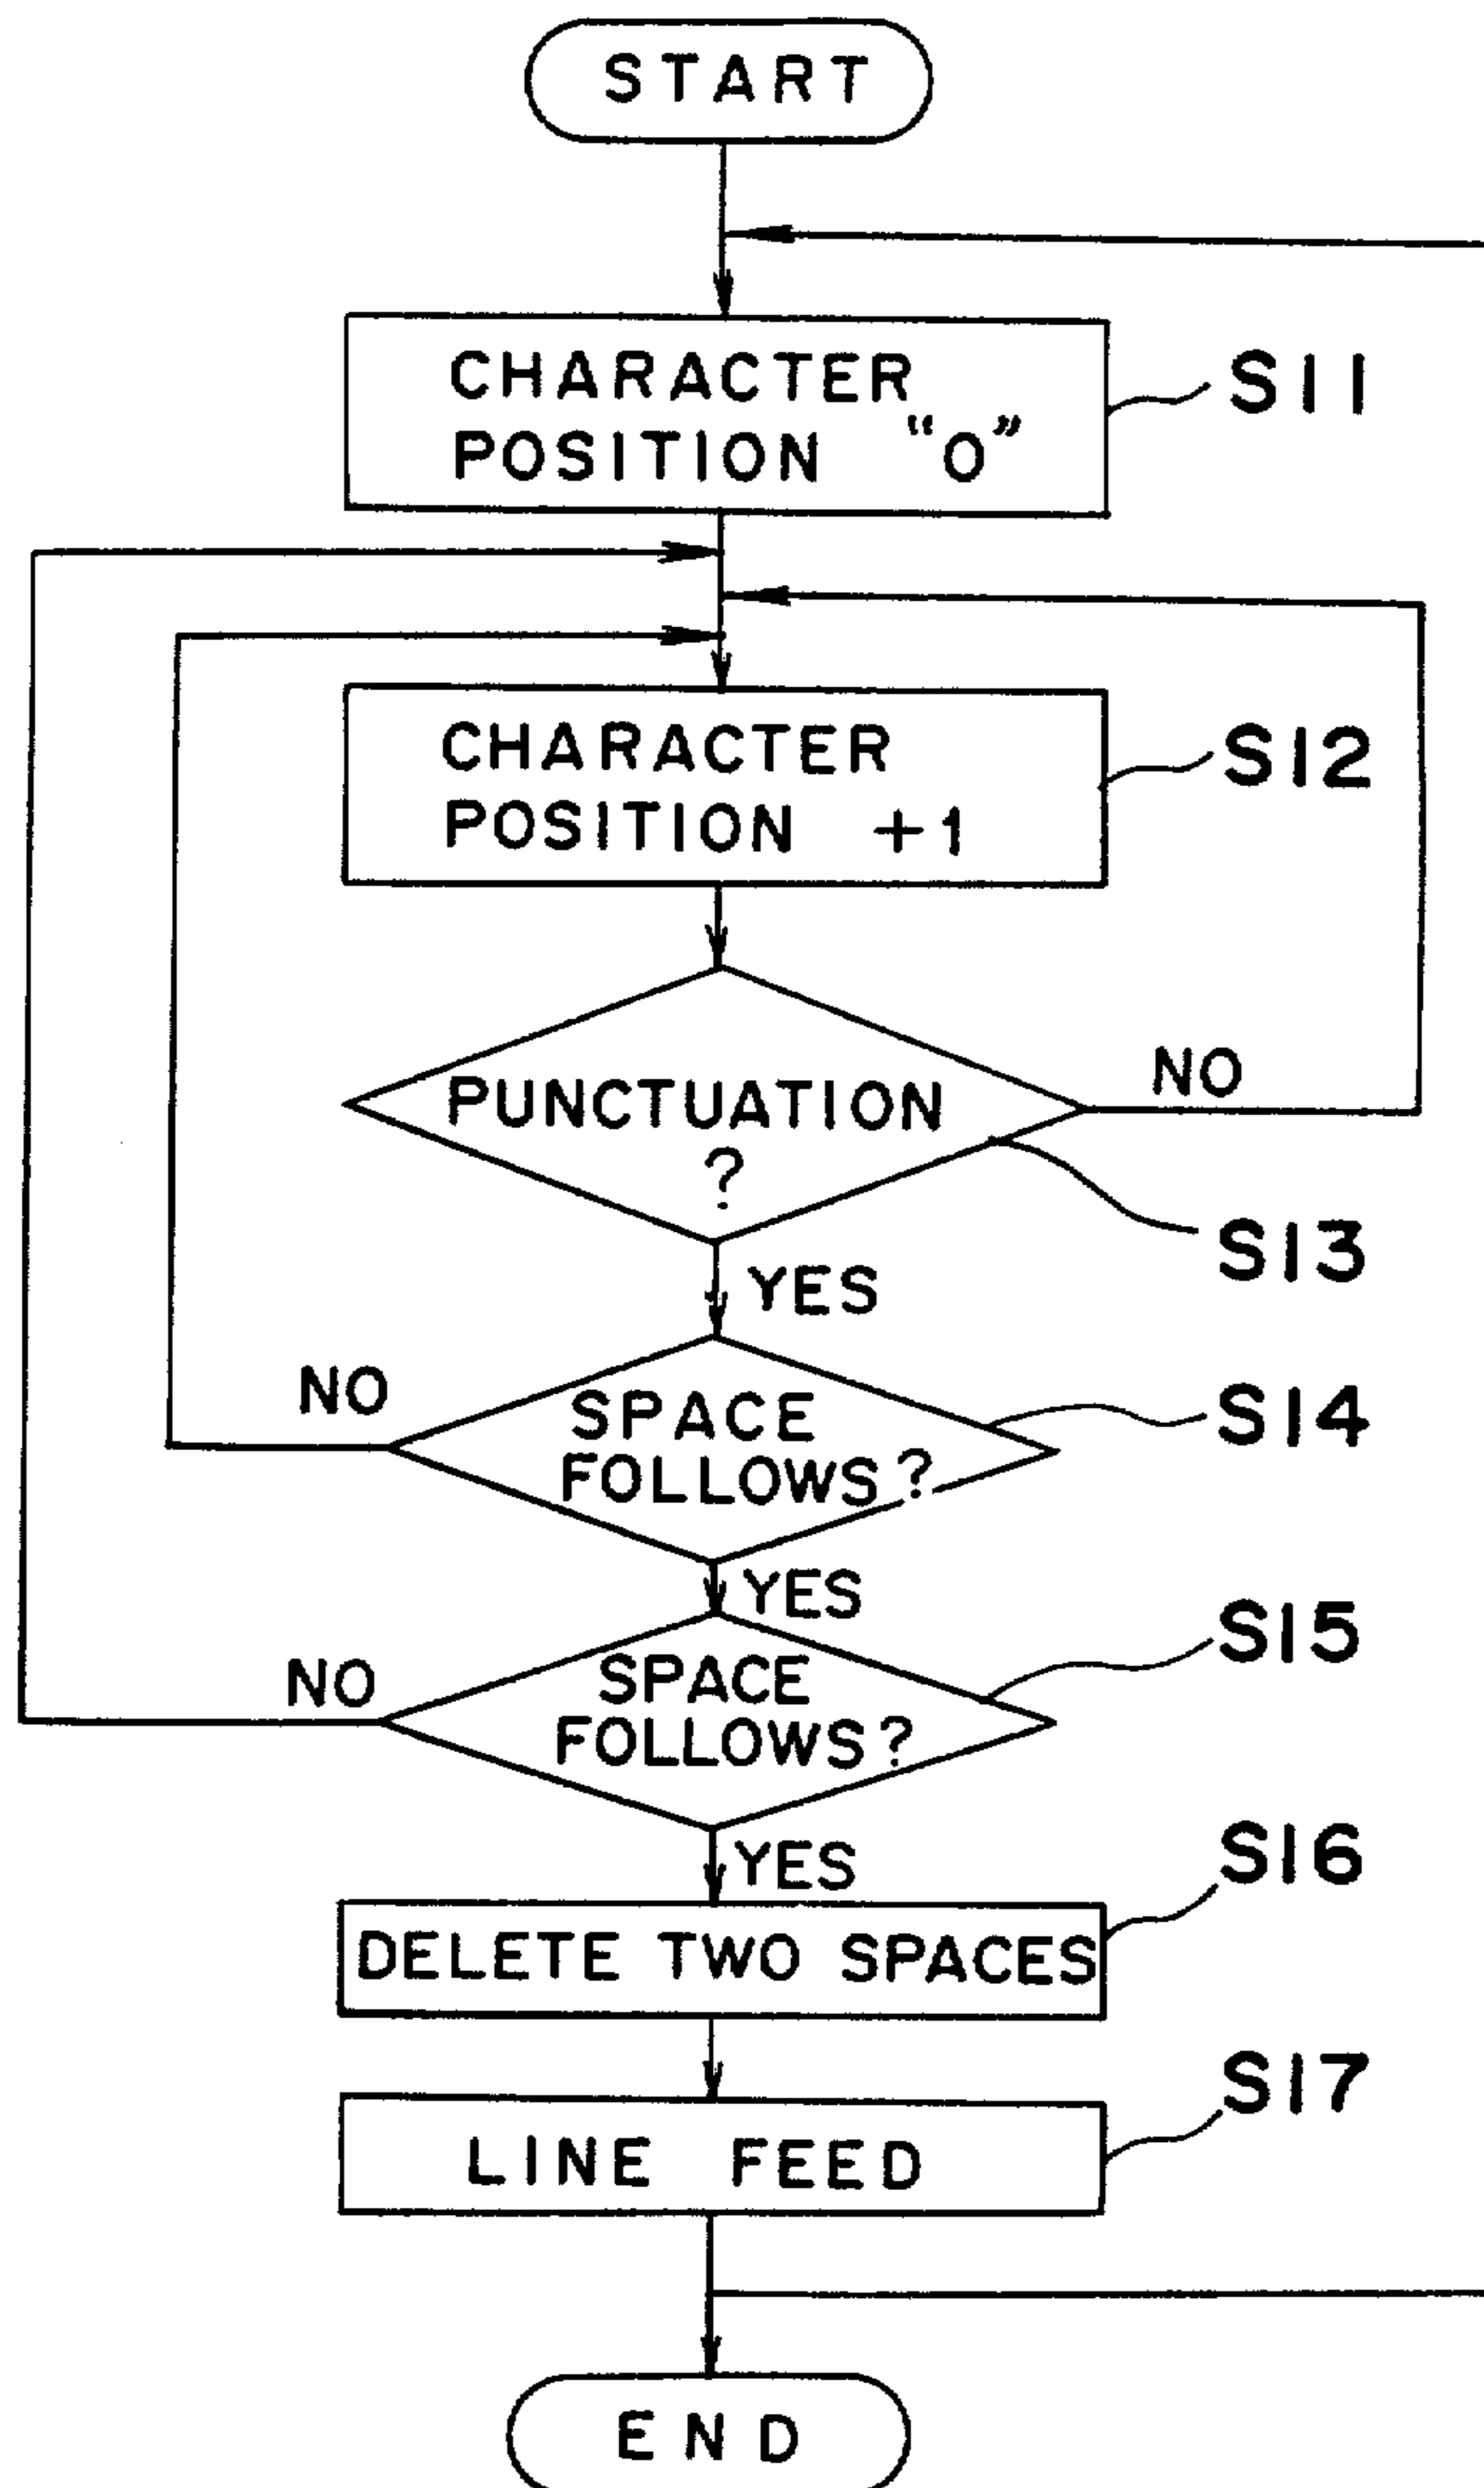 START
CHARACTER
POSITION "0"
S11
CHARACTER
POSITION +1
S12
PUNCTUATION
?
NO
S13
YES
NO
SPACE
FOLLOWS?
S14
YES
NO
SPACE
FOLLOWS?
S15
YES
DELETE TWO SPACES
S16
LINE FEED
S17
END